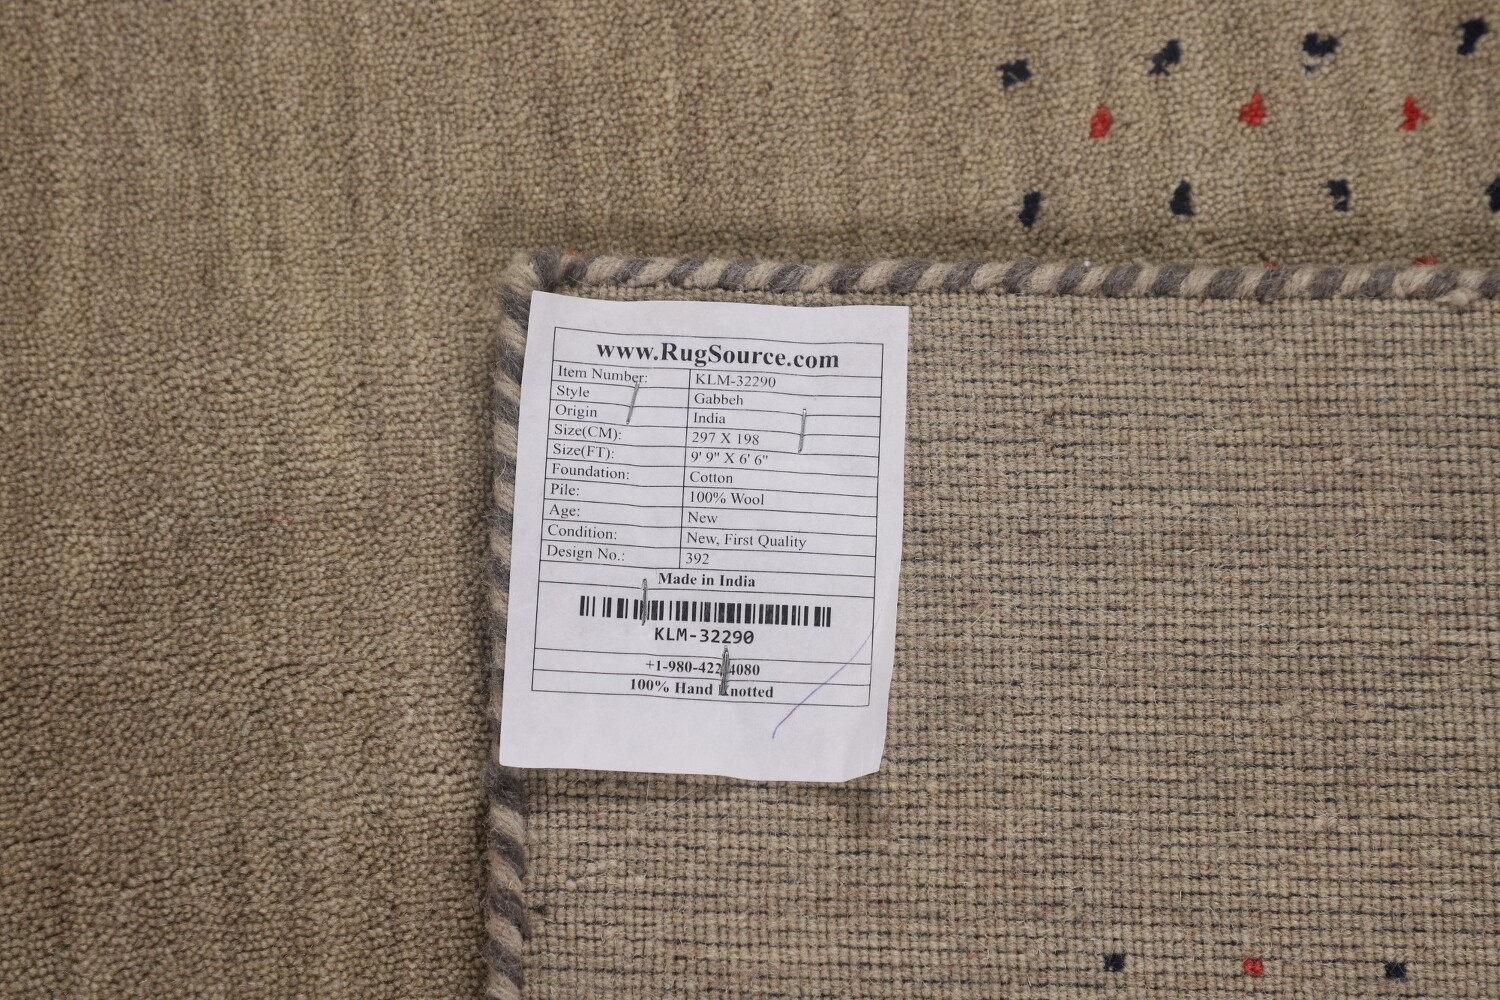 www.RugSource.com
Item Number: KLM-32290
Style Gabbeh
Origin India
Size(CM): 297 X 198
Size(FT): 9' 9" X 6' 6"
Foundation: Cotton
Pile: 100% Wool
Age: New
Condition: New, First Quality
Design No.: 392
Made in India
KLM-32290
+1-980-422-4080
100% Hand Knotted